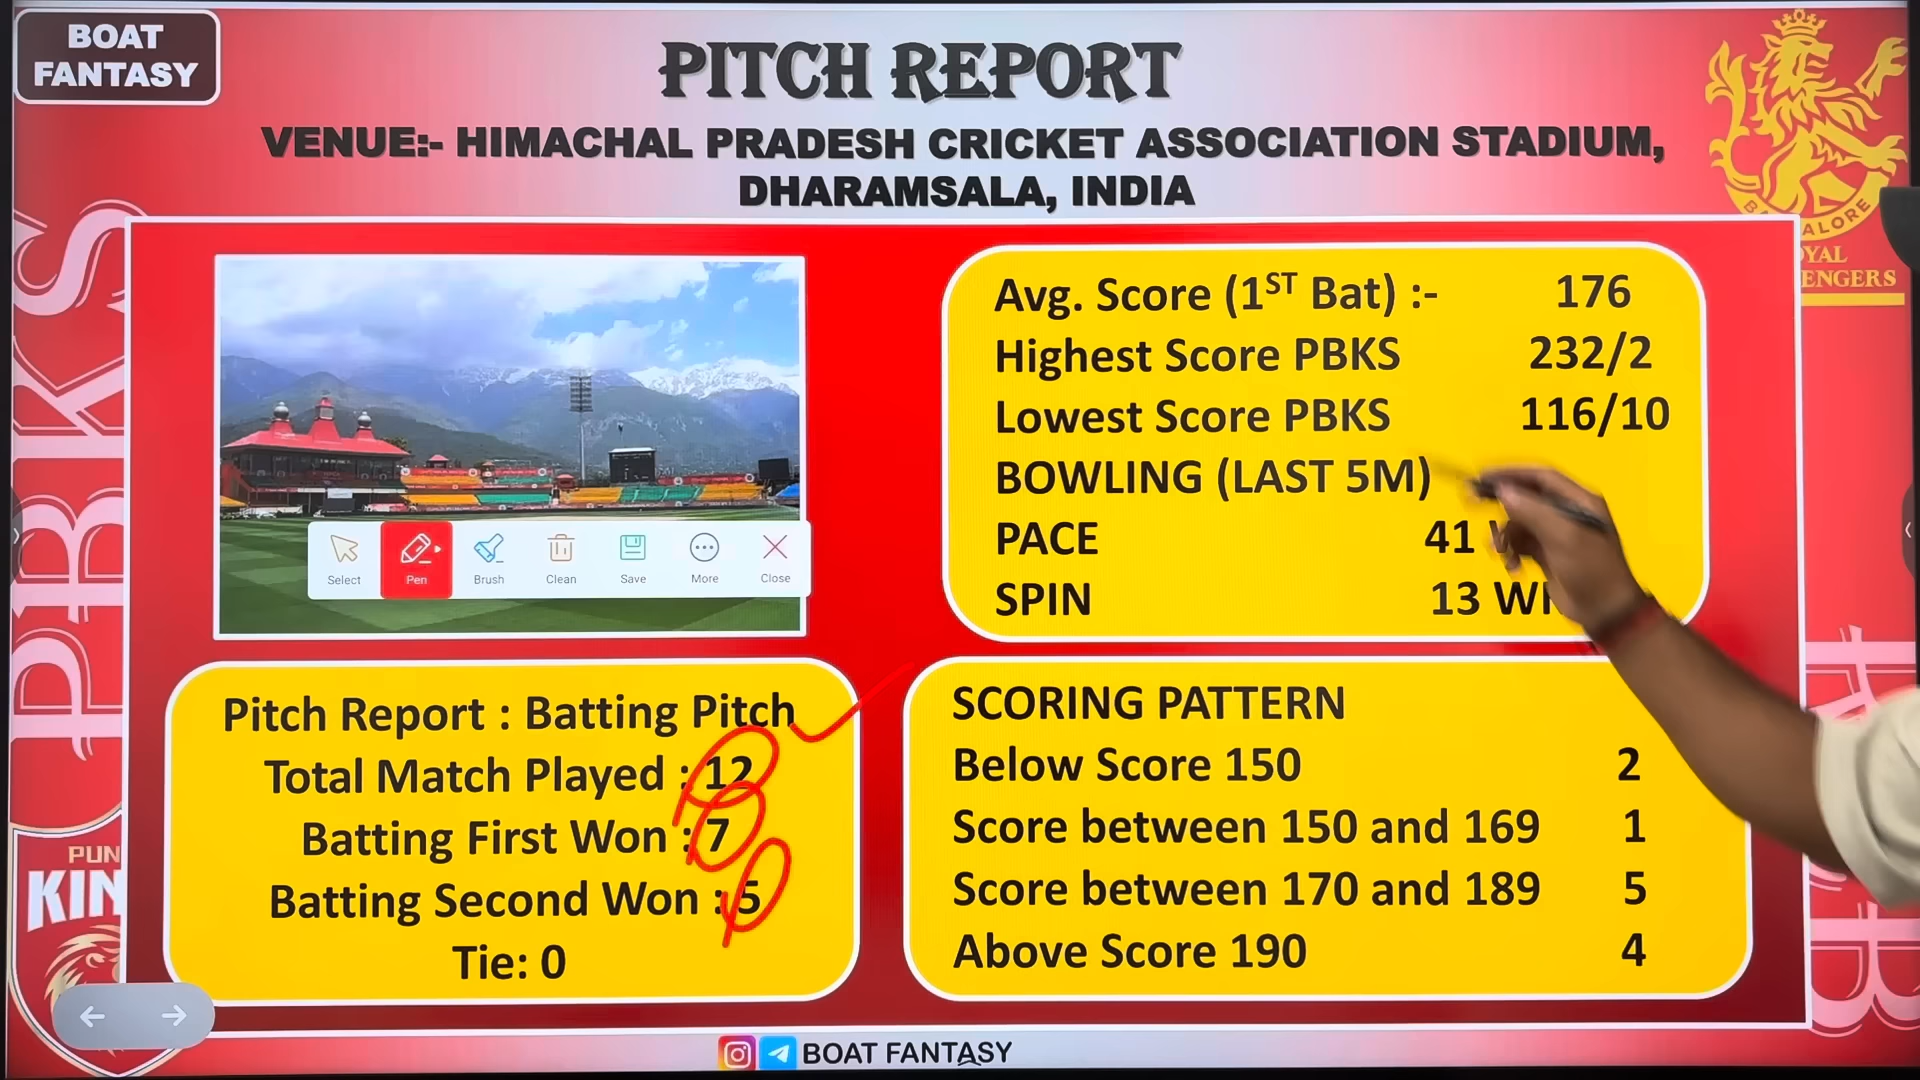 BOAT
FANTASY
PITCH REPORT
VENUE:- HIMACHAL PRADESH CRICKET ASSOCIATION STADIUM,
DHARAMSALA, INDIA
PBKS
Avg. Score (1ST Bat) :- 176
Highest Score PBKS 232/2
Lowest Score PBKS 116/10
BOWLING (LAST 5M)
PACE 41
SPIN 13
Select Pen Brush Clean Save More Close
Pitch Report : Batting Pitch
Total Match Played : 12
Batting First Won : 7
Batting Second Won : 5
Tie: 0
SCORING PATTERN
Below Score 150 2
Score between 150 and 169 1
Score between 170 and 189 5
Above Score 190 4
BOAT FANTASY